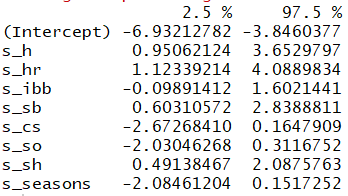 2.5 % 97.5 %
(Intercept) -6.93212782 -3.8460377
s_h 0.95062124 3.6529797
s_hr 1.12339214 4.0889834
s_ibb -0.09891412 1.6021441
s_sb 0.60310572 2.8388811
s_cs -2.67268410 0.1647909
s_so -2.03046268 0.3116752
s_sh 0.49138467 2.0875763
s_seasons -2.08461204 0.1517252